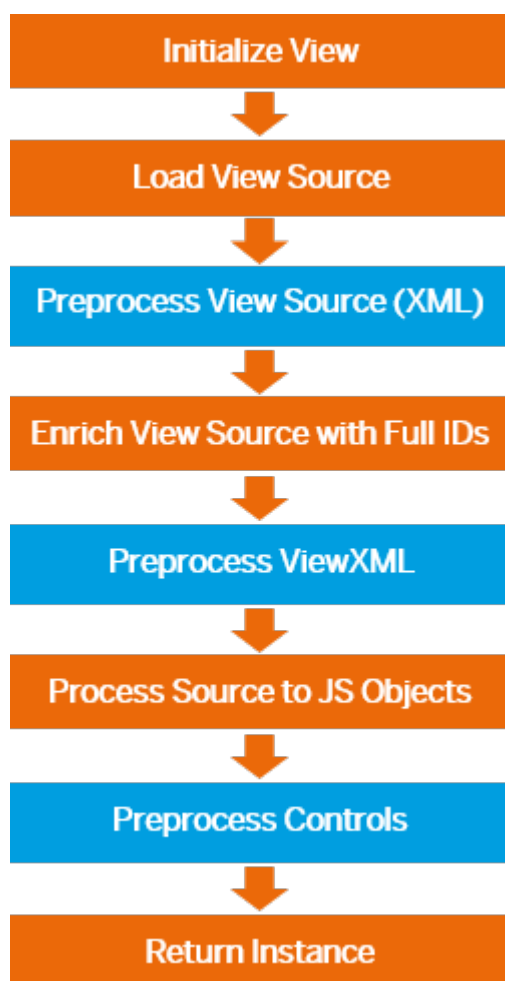 Initialize View
Load View Source
Preprocess View Source (XML)
Enrich View Source with Full IDs
Preprocess ViewXML
Process Source to JS Objects
Preprocess Controls
Return Instance